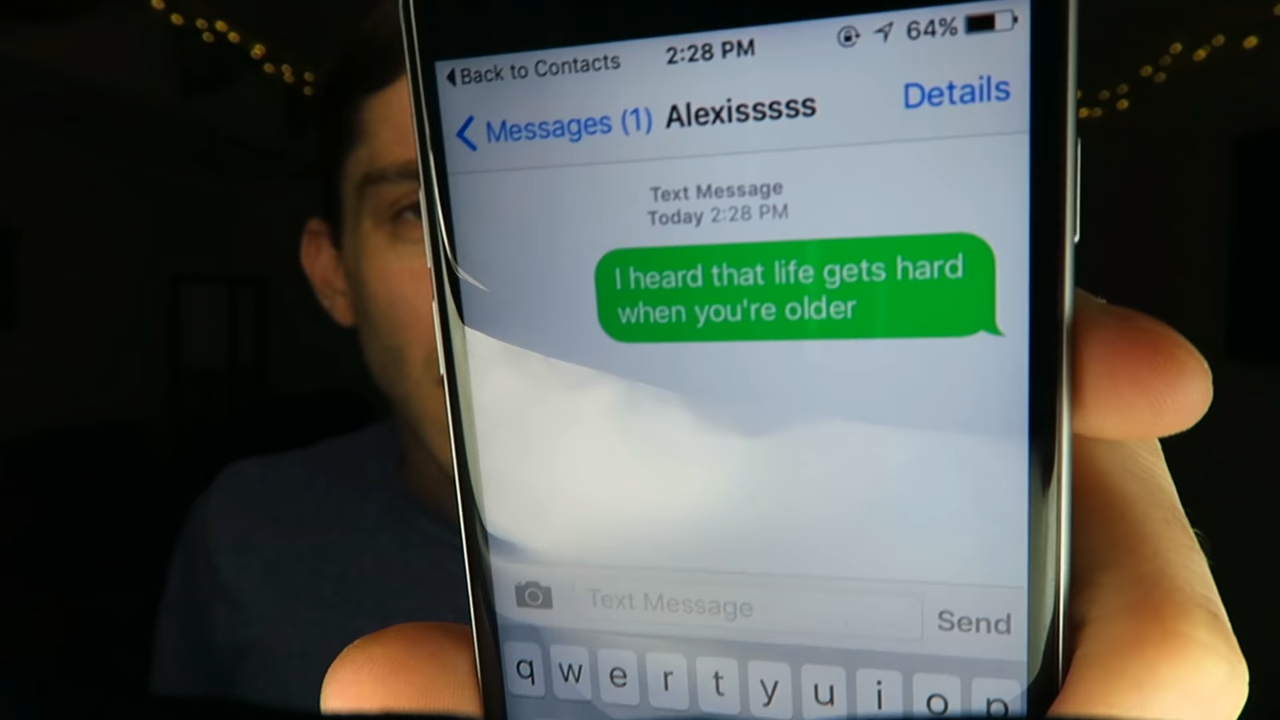 Back to Contacts 2:28 PM 64%
Messages (1) Alexisssss Details
Text Message
Today 2:28 PM
I heard that life gets hard
when you're older
Text Message Send
q w e r t y u i o p